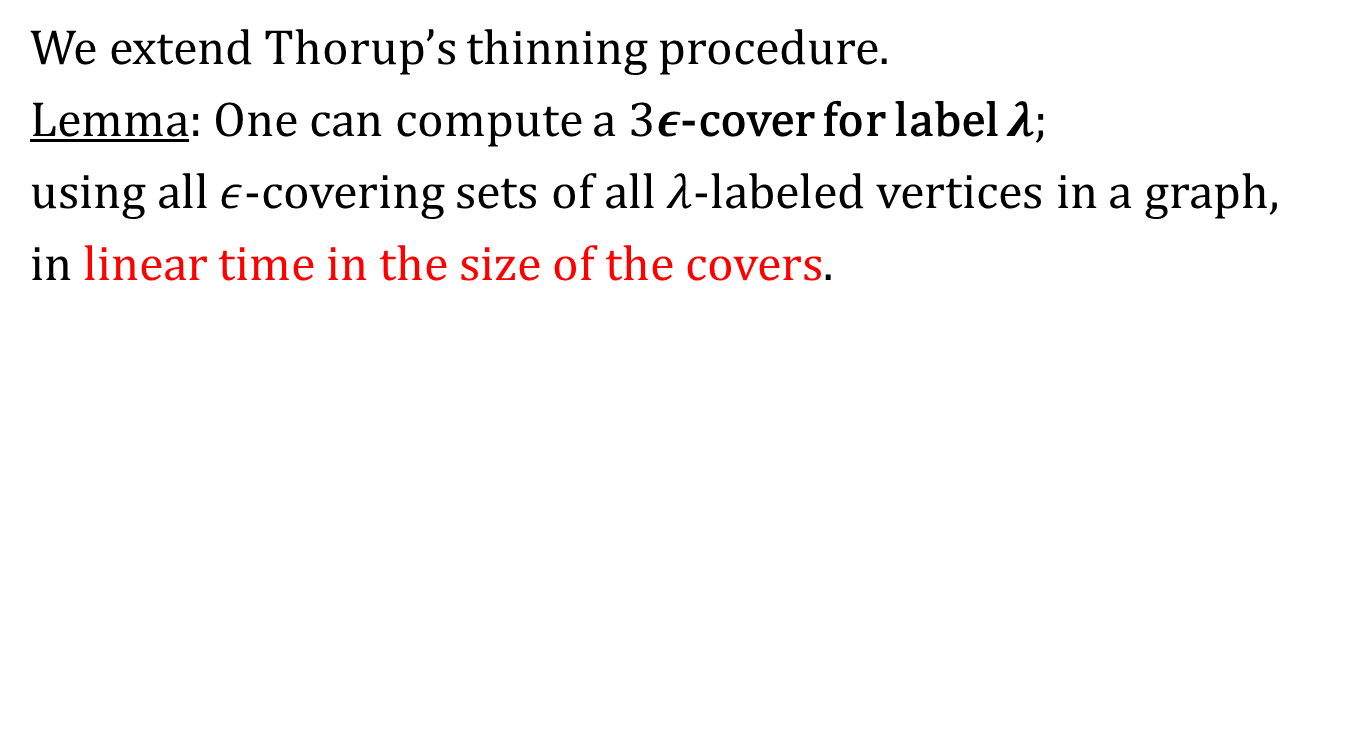 We extend Thorup’s thinning procedure.
Lemma: One can compute a 3ϵ-cover for label λ;
using all ϵ-covering sets of all λ-labeled vertices in a graph,
in linear time in the size of the covers.